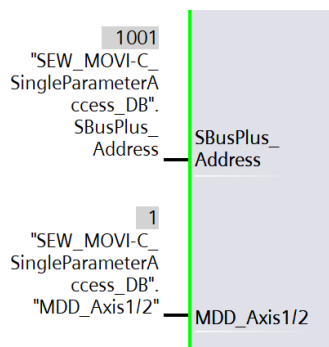 1001
"SEW_MOVI-C_
SingleParameterA
ccess_DB".
SBusPlus_
Address
SBusPlus_
Address
1
"SEW_MOVI-C_
SingleParameterA
ccess_DB".
"MDD_Axis1/2"
MDD_Axis1/2